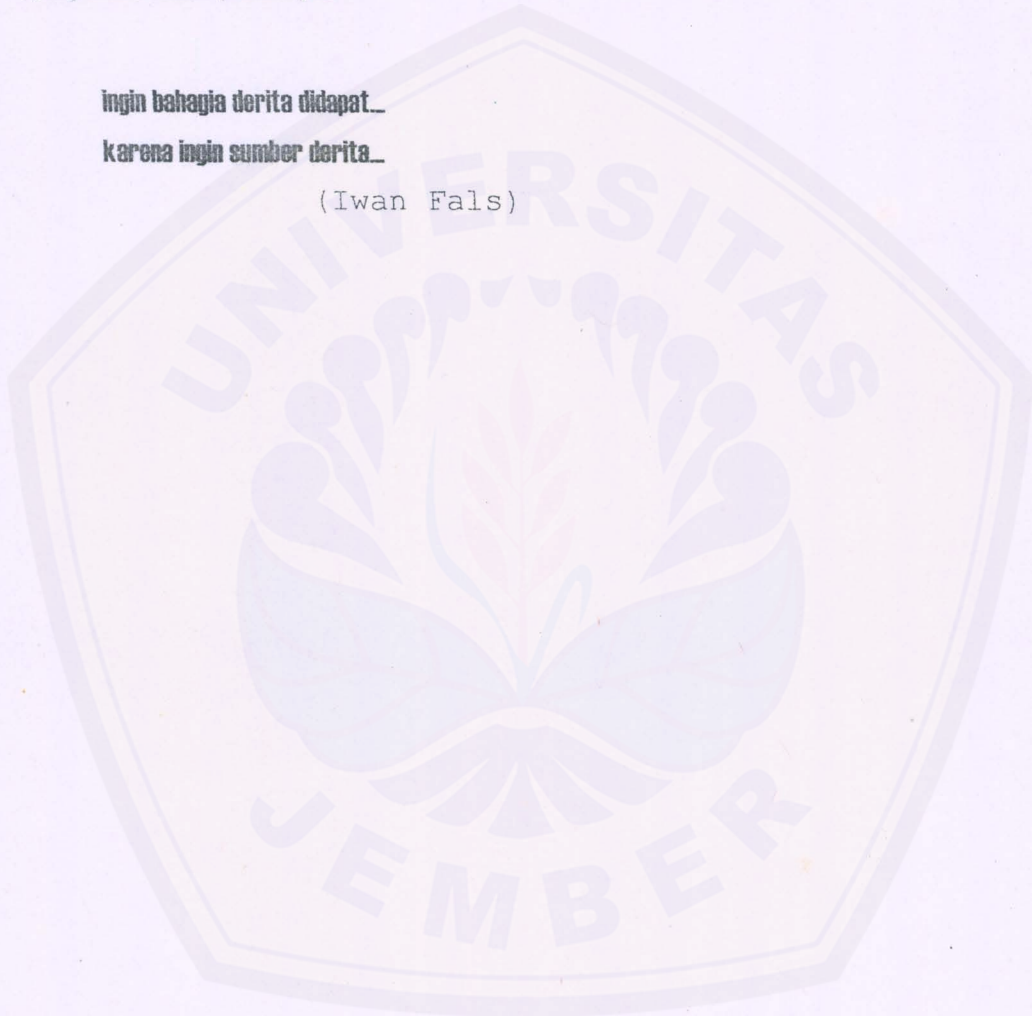 ingin bahagia derita didapat...
karena ingin sumber derita...
(Iwan Fals)
UNIVERSITAS
JEMBER